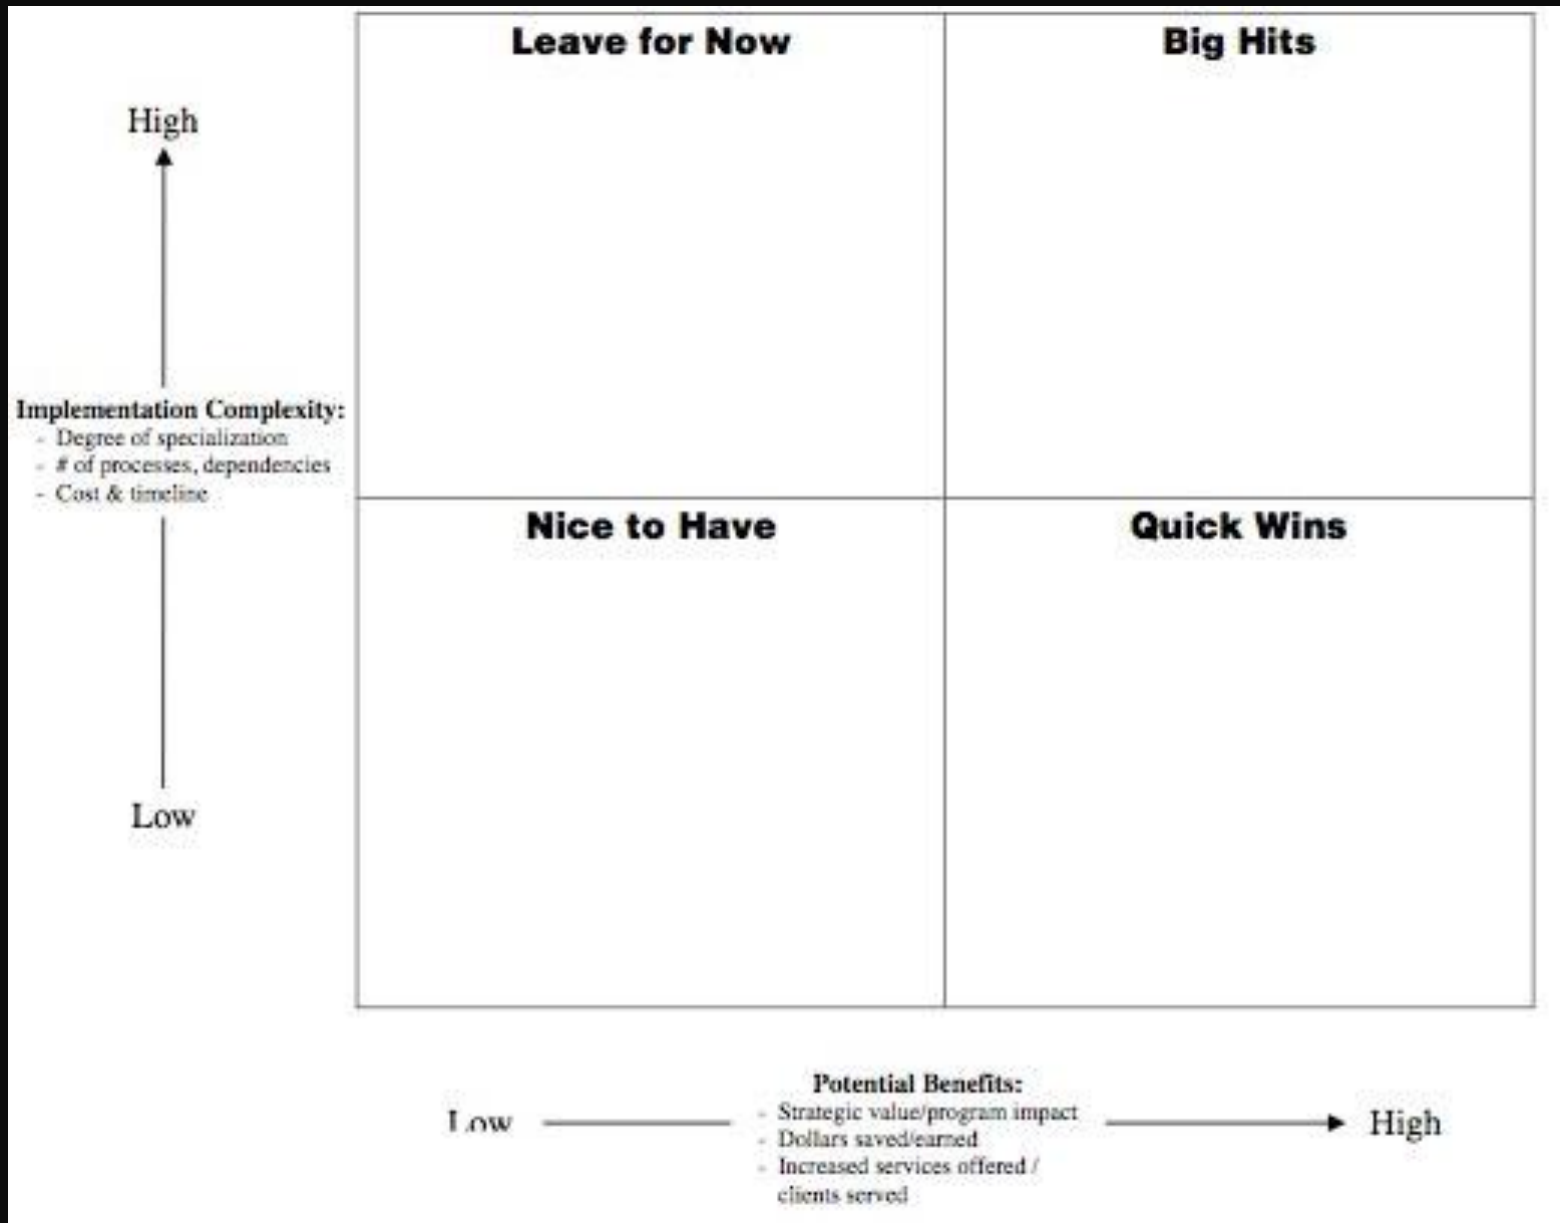 Leave for Now
Big Hits
High
Implementation Complexity:
- Degree of specialization
- # of processes, dependencies
- Cost & timeline
Nice to Have
Quick Wins
Low
Potential Benefits:
- Strategic value/program impact
- Dollars saved/earned
- Increased services offered /
clients served
Low
High